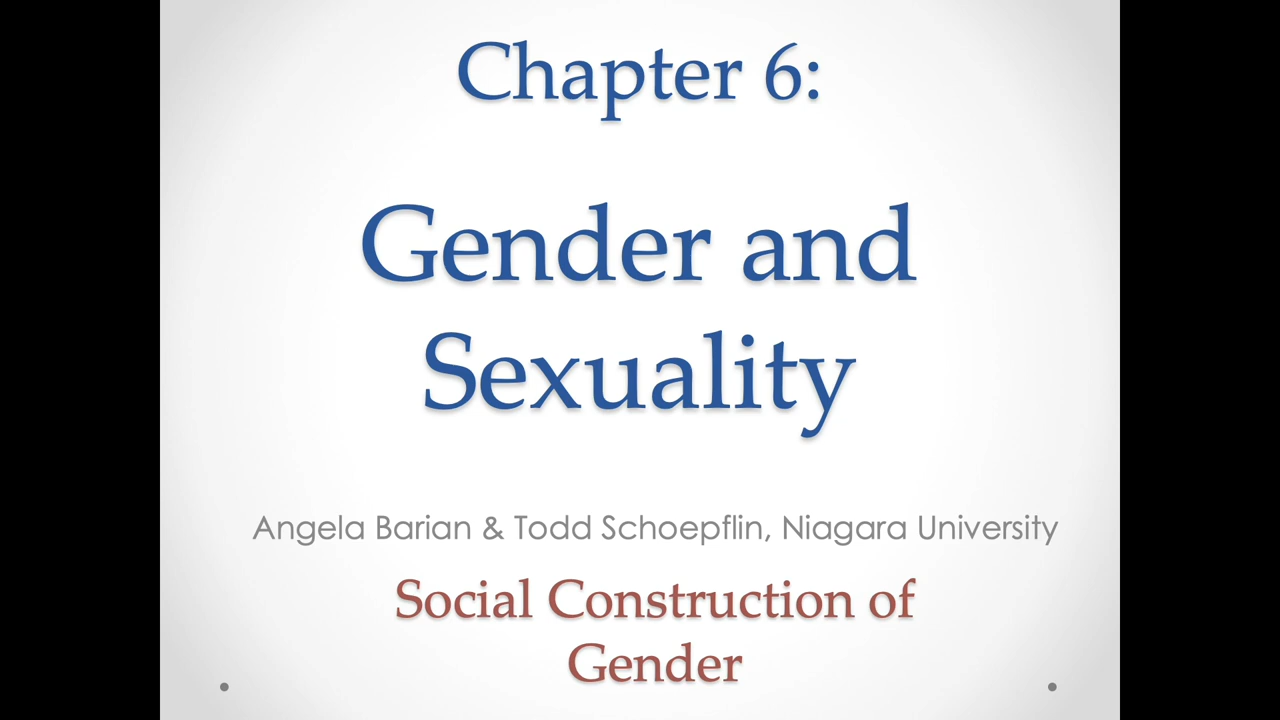 Chapter 6:
Gender and
Sexuality
Angela Barian & Todd Schoepflin, Niagara University
Social Construction of
Gender